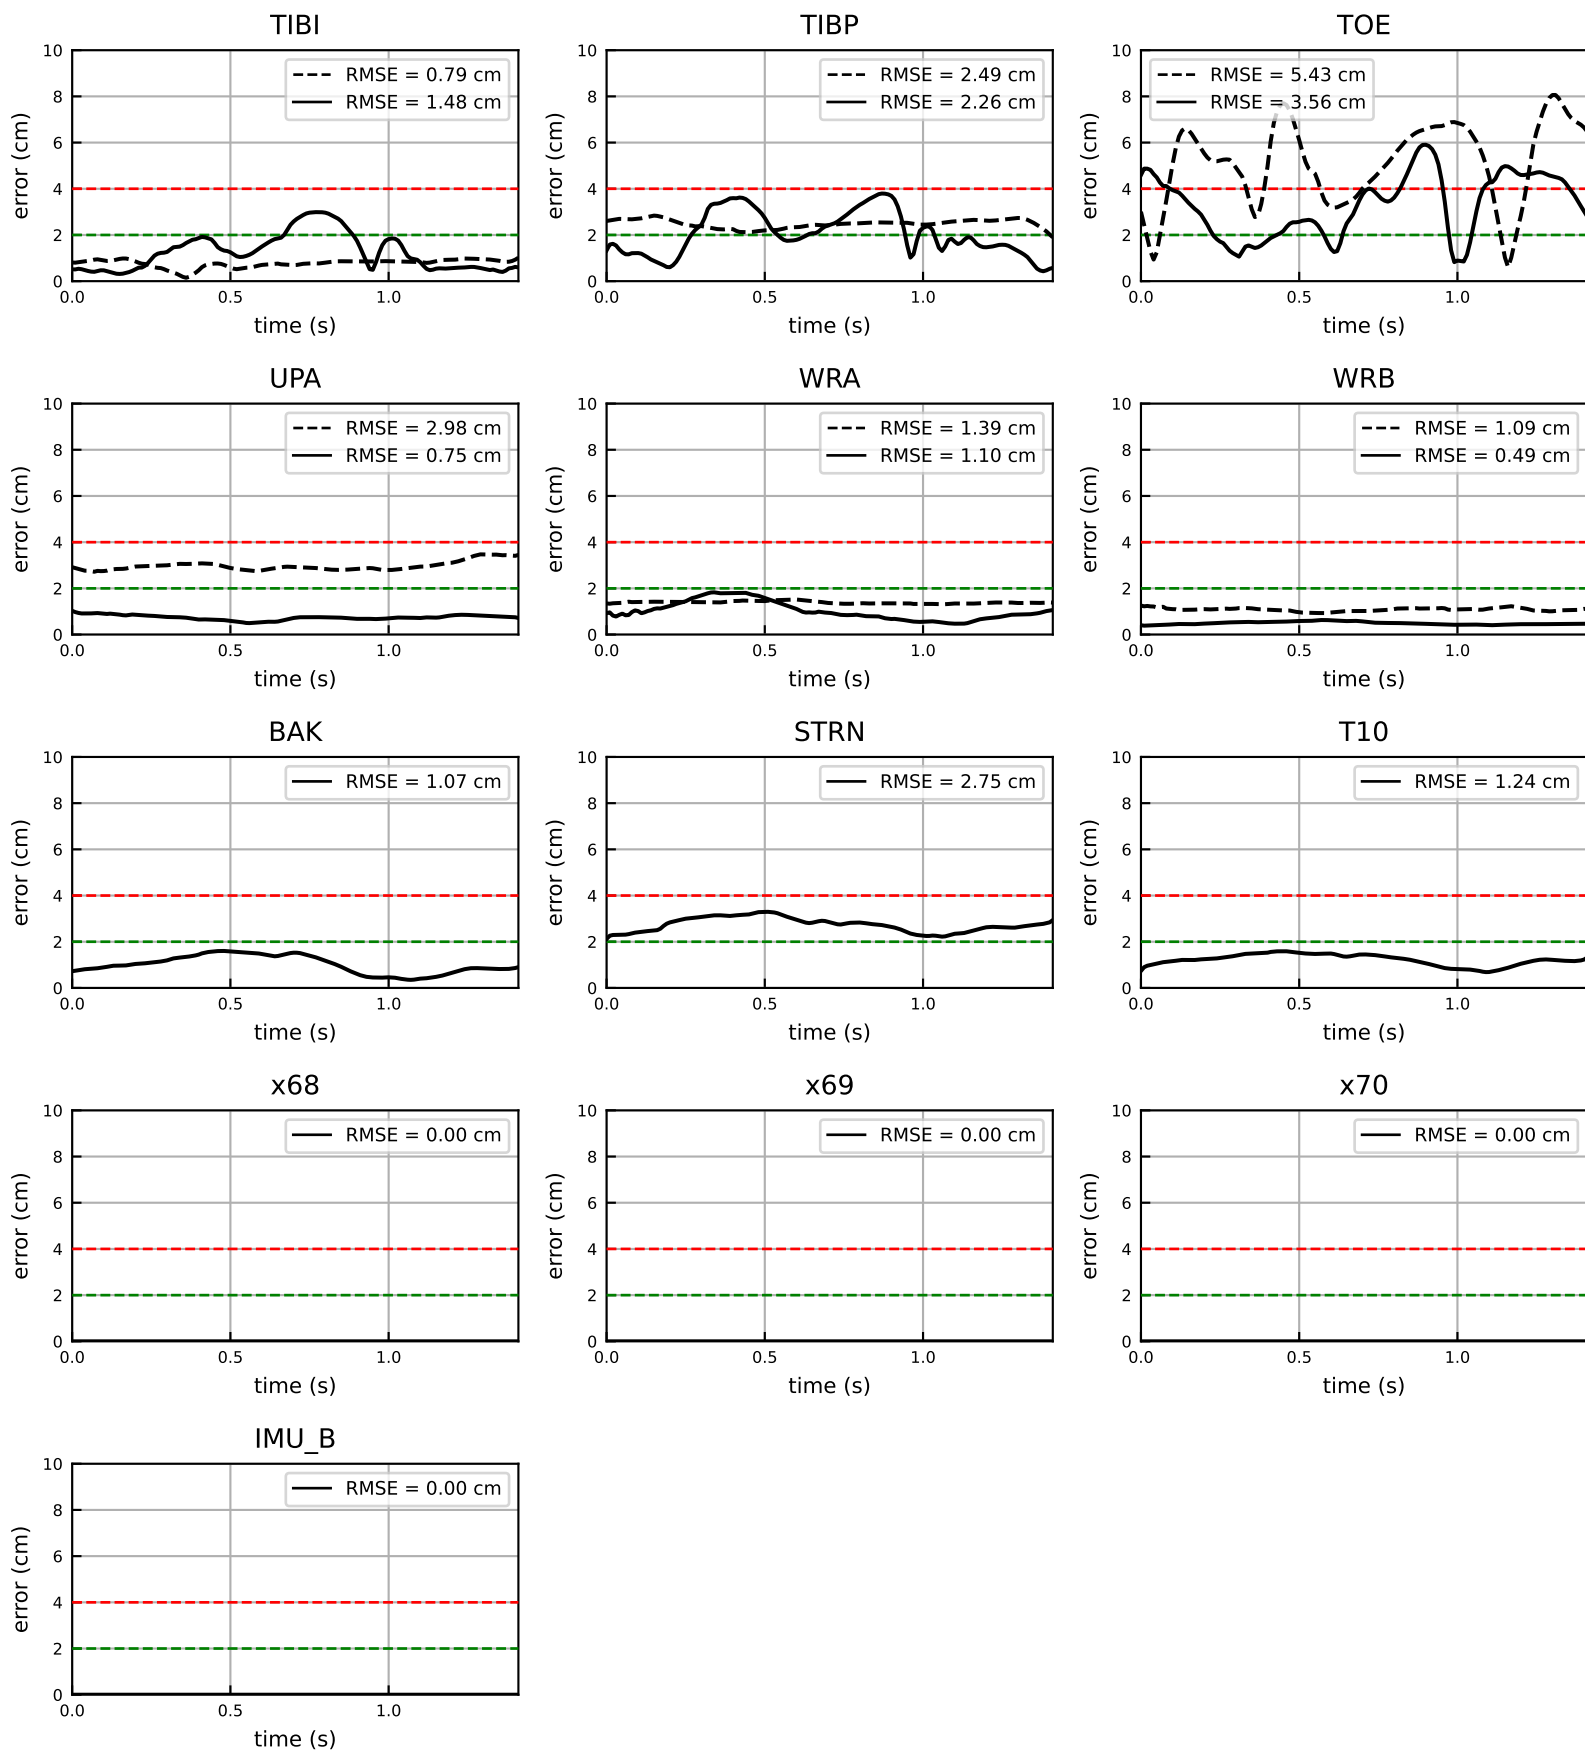 TIBI
TIBP
TOE
10
8
6
4
2
0
error (cm)
RMSE = 0.79 cm
RMSE = 1.48 cm
0.0 0.5 1.0
time (s)
10
8
6
4
2
0
error (cm)
RMSE = 2.49 cm
RMSE = 2.26 cm
0.0 0.5 1.0
time (s)
10
8
6
4
2
0
error (cm)
RMSE = 5.43 cm
RMSE = 3.56 cm
0.0 0.5 1.0
time (s)
UPA
WRA
WRB
10
8
6
4
2
0
error (cm)
RMSE = 2.98 cm
RMSE = 0.75 cm
0.0 0.5 1.0
time (s)
10
8
6
4
2
0
error (cm)
RMSE = 1.39 cm
RMSE = 1.10 cm
0.0 0.5 1.0
time (s)
10
8
6
4
2
0
error (cm)
RMSE = 1.09 cm
RMSE = 0.49 cm
0.0 0.5 1.0
time (s)
BAK
STRN
T10
10
8
6
4
2
0
error (cm)
RMSE = 1.07 cm
0.0 0.5 1.0
time (s)
10
8
6
4
2
0
error (cm)
RMSE = 2.75 cm
0.0 0.5 1.0
time (s)
10
8
6
4
2
0
error (cm)
RMSE = 1.24 cm
0.0 0.5 1.0
time (s)
x68
x69
x70
10
8
6
4
2
0
error (cm)
RMSE = 0.00 cm
0.0 0.5 1.0
time (s)
10
8
6
4
2
0
error (cm)
RMSE = 0.00 cm
0.0 0.5 1.0
time (s)
10
8
6
4
2
0
error (cm)
RMSE = 0.00 cm
0.0 0.5 1.0
time (s)
IMU_B
10
8
6
4
2
0
error (cm)
RMSE = 0.00 cm
0.0 0.5 1.0
time (s)